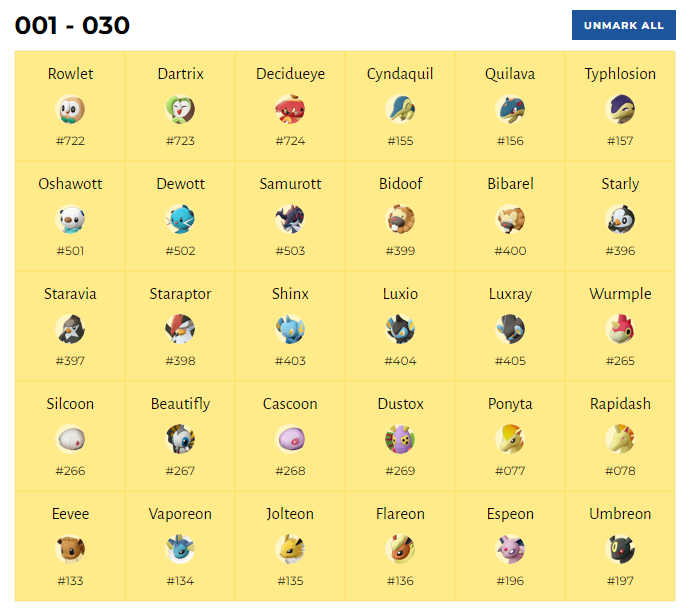 001 - 030
UNMARK ALL
Rowlet Dartrix Decidueye Cyndaquil Quilava Typhlosion
#722 #723 #724 #155 #156 #157
Oshawott Dewott Samurott Bidoof Bibarel Starly
#501 #502 #503 #399 #400 #396
Staravia Staraptor Shinx Luxio Luxray Wurmple
#397 #398 #403 #404 #405 #265
Silcoon Beautifly Cascoon Dustox Ponyta Rapidash
#266 #267 #268 #269 #077 #078
Eevee Vaporeon Jolteon Flareon Espeon Umbreon
#133 #134 #135 #136 #196 #197